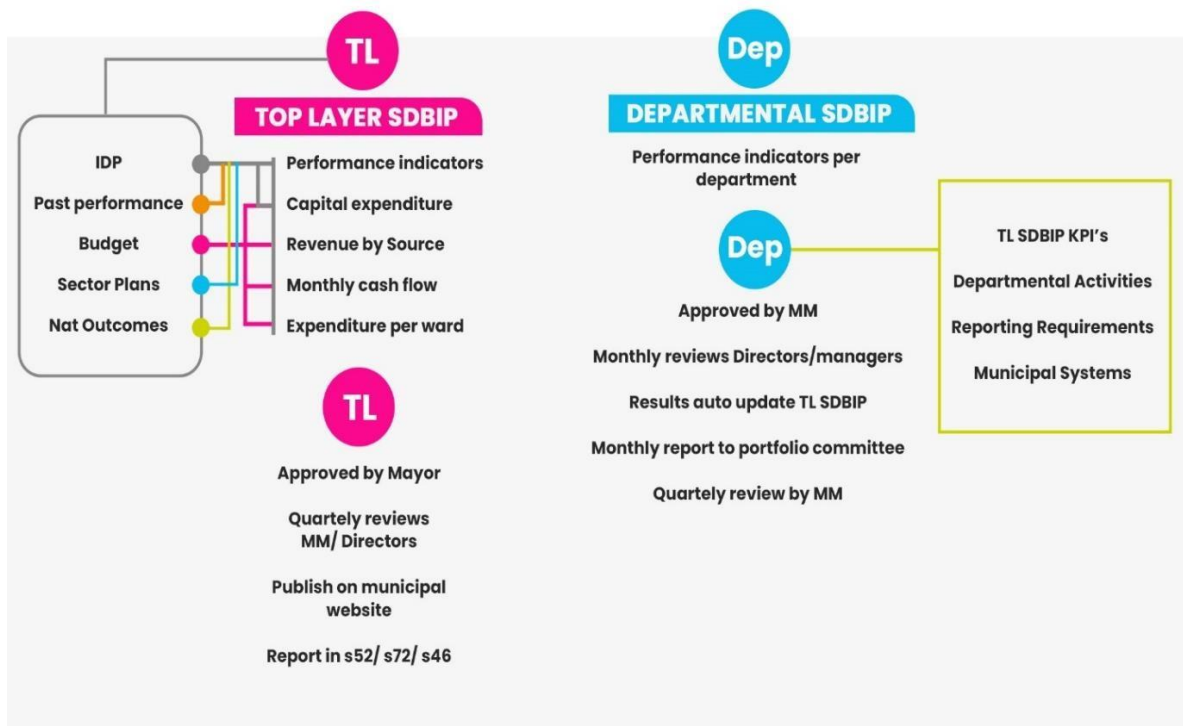 TL
TOP LAYER SDBIP
IDP
Past performance
Budget
Sector Plans
Nat Outcomes
Performance indicators
Capital expenditure
Revenue by Source
Monthly cash flow
Expenditure per ward
TL
Approved by Mayor
Quartely reviews
MM/ Directors
Publish on municipal
website
Report in s52/ s72/ s46
Dep
DEPARTMENTAL SDBIP
Performance indicators per
department
Dep
Approved by MM
Monthly reviews Directors/managers
Results auto update TL SDBIP
Monthly report to portfolio committee
Quartely review by MM
TL SDBIP KPI's
Departmental Activities
Reporting Requirements
Municipal Systems